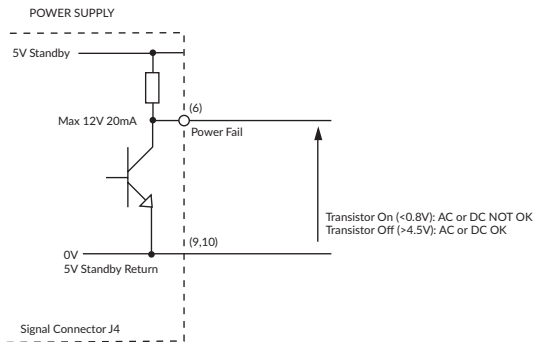 POWER SUPPLY
5V Standby
(6)
Max 12V 20mA
Power Fail
Transistor On (<0.8V): AC or DC NOT OK
Transistor Off (>4.5V): AC or DC OK
(9,10)
0V
5V Standby Return
Signal Connector J4